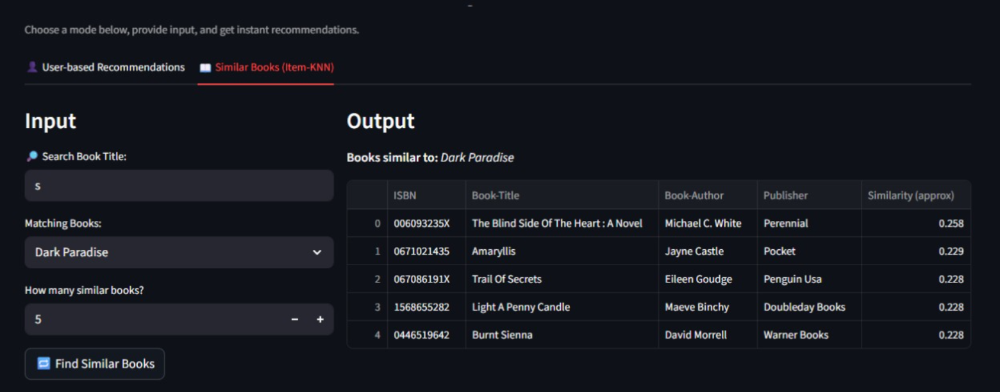 Choose a mode below, provide input, and get instant recommendations.
User-based Recommendations Similar Books (Item-KNN)
Input
Search Book Title:
s
Matching Books:
Dark Paradise
How many similar books?
5 − +
Find Similar Books
Output
Books similar to: Dark Paradise
ISBN Book-Title Book-Author Publisher Similarity (approx)
0 006093235X The Blind Side Of The Heart : A Novel Michael C. White Perennial 0.258
1 0671021435 Amaryllis Jayne Castle Pocket 0.229
2 067086191X Trail Of Secrets Eileen Goudge Penguin Usa 0.228
3 1568655282 Light A Penny Candle Maeve Binchy Doubleday Books 0.228
4 0446519642 Burnt Sienna David Morrell Warner Books 0.228